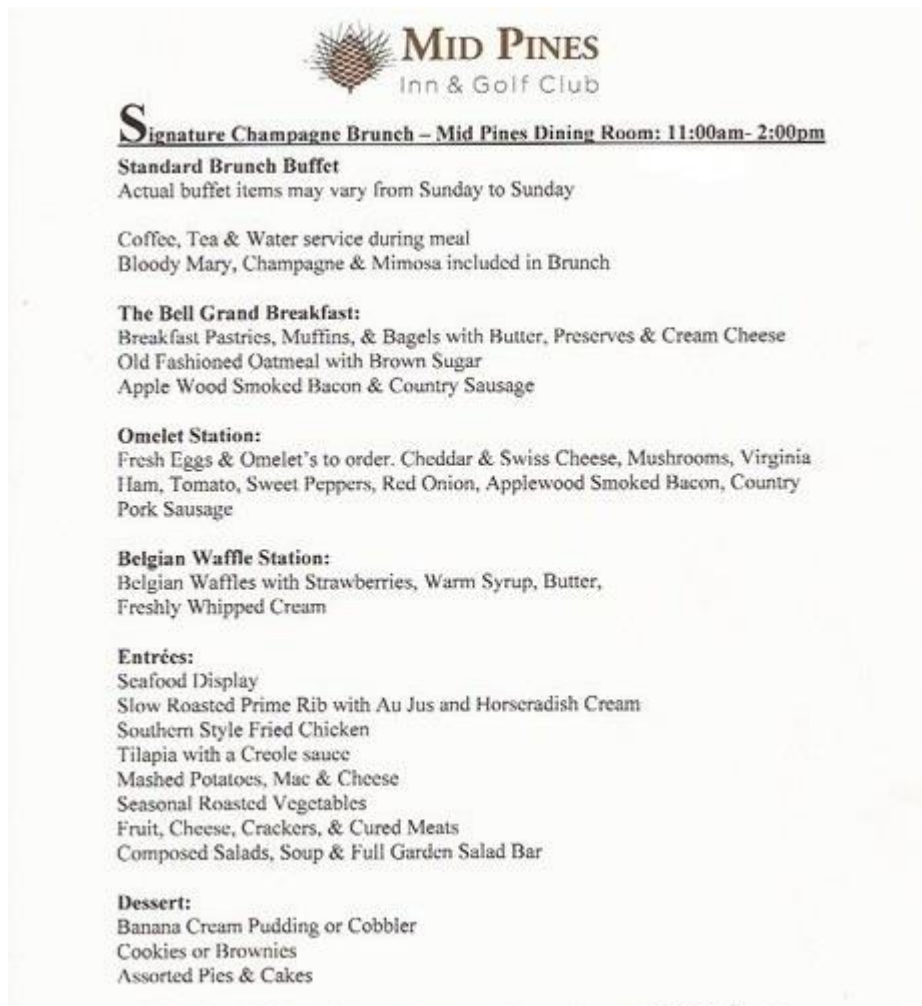 MID PINES
Inn & Golf Club
Signature Champagne Brunch – Mid Pines Dining Room: 11:00am- 2:00pm
Standard Brunch Buffet
Actual buffet items may vary from Sunday to Sunday
Coffee, Tea & Water service during meal
Bloody Mary, Champagne & Mimosa included in Brunch
The Bell Grand Breakfast:
Breakfast Pastries, Muffins, & Bagels with Butter, Preserves & Cream Cheese
Old Fashioned Oatmeal with Brown Sugar
Apple Wood Smoked Bacon & Country Sausage
Omelet Station:
Fresh Eggs & Omelet's to order. Cheddar & Swiss Cheese, Mushrooms, Virginia
Ham, Tomato, Sweet Peppers, Red Onion, Applewood Smoked Bacon, Country
Pork Sausage
Belgian Waffle Station:
Belgian Waffles with Strawberries, Warm Syrup, Butter,
Freshly Whipped Cream
Entrées:
Seafood Display
Slow Roasted Prime Rib with Au Jus and Horseradish Cream
Southern Style Fried Chicken
Tilapia with a Creole sauce
Mashed Potatoes, Mac & Cheese
Seasonal Roasted Vegetables
Fruit, Cheese, Crackers, & Cured Meats
Composed Salads, Soup & Full Garden Salad Bar
Dessert:
Banana Cream Pudding or Cobbler
Cookies or Brownies
Assorted Pies & Cakes